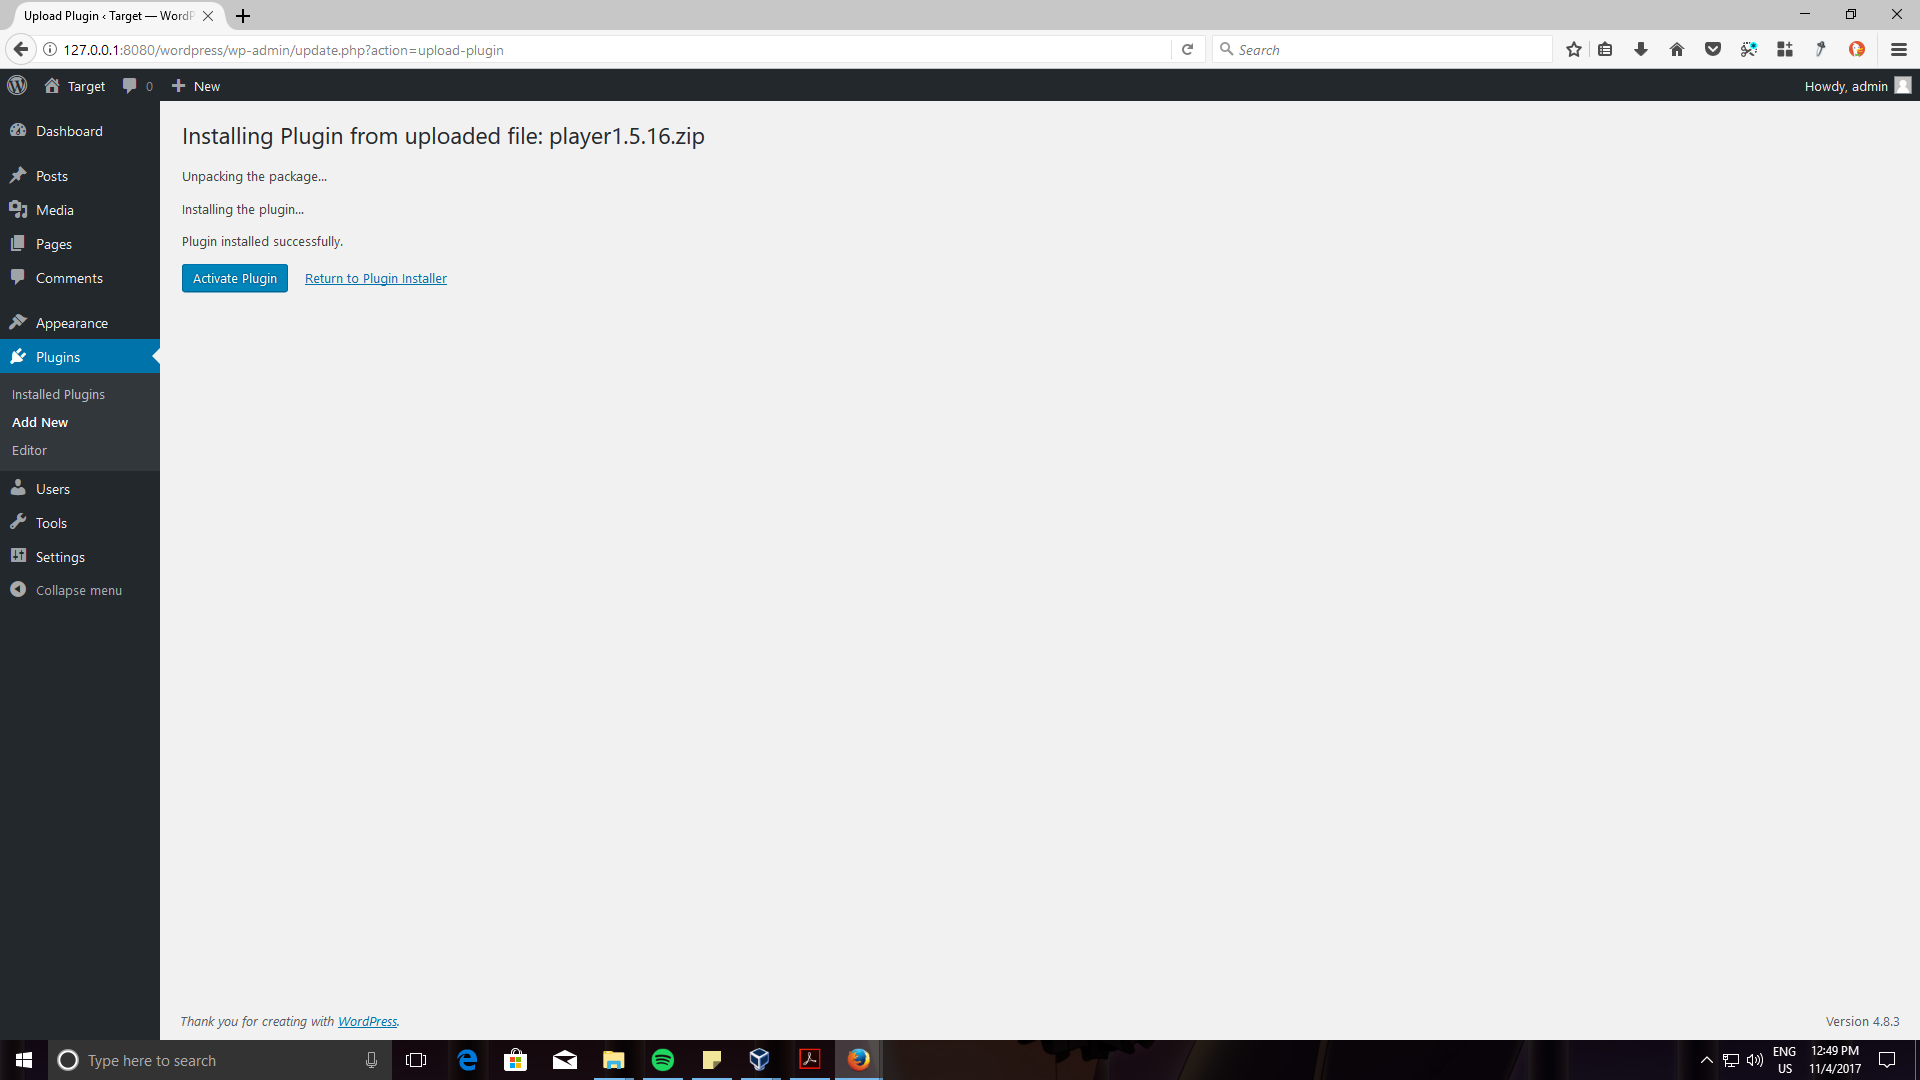 Upload Plugin ‹ Target — WordP
127.0.0.1:8080/wordpress/wp-admin/update.php?action=upload-plugin
Search
Target
0
New
Howdy, admin
Dashboard
Posts
Media
Pages
Comments
Appearance
Plugins
Installed Plugins
Add New
Editor
Users
Tools
Settings
Collapse menu
Installing Plugin from uploaded file: player1.5.16.zip
Unpacking the package...
Installing the plugin...
Plugin installed successfully.
Activate Plugin Return to Plugin Installer
Thank you for creating with WordPress.
Version 4.8.3
Type here to search
ENG
US
12:49 PM
11/4/2017